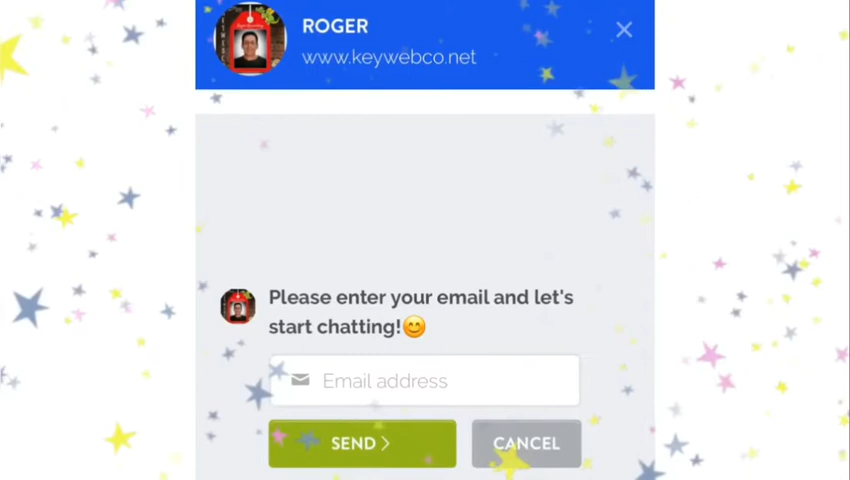 ROGER
www.keywebco.net
Please enter your email and let's
start chatting!😊
Email address
SEND >
CANCEL